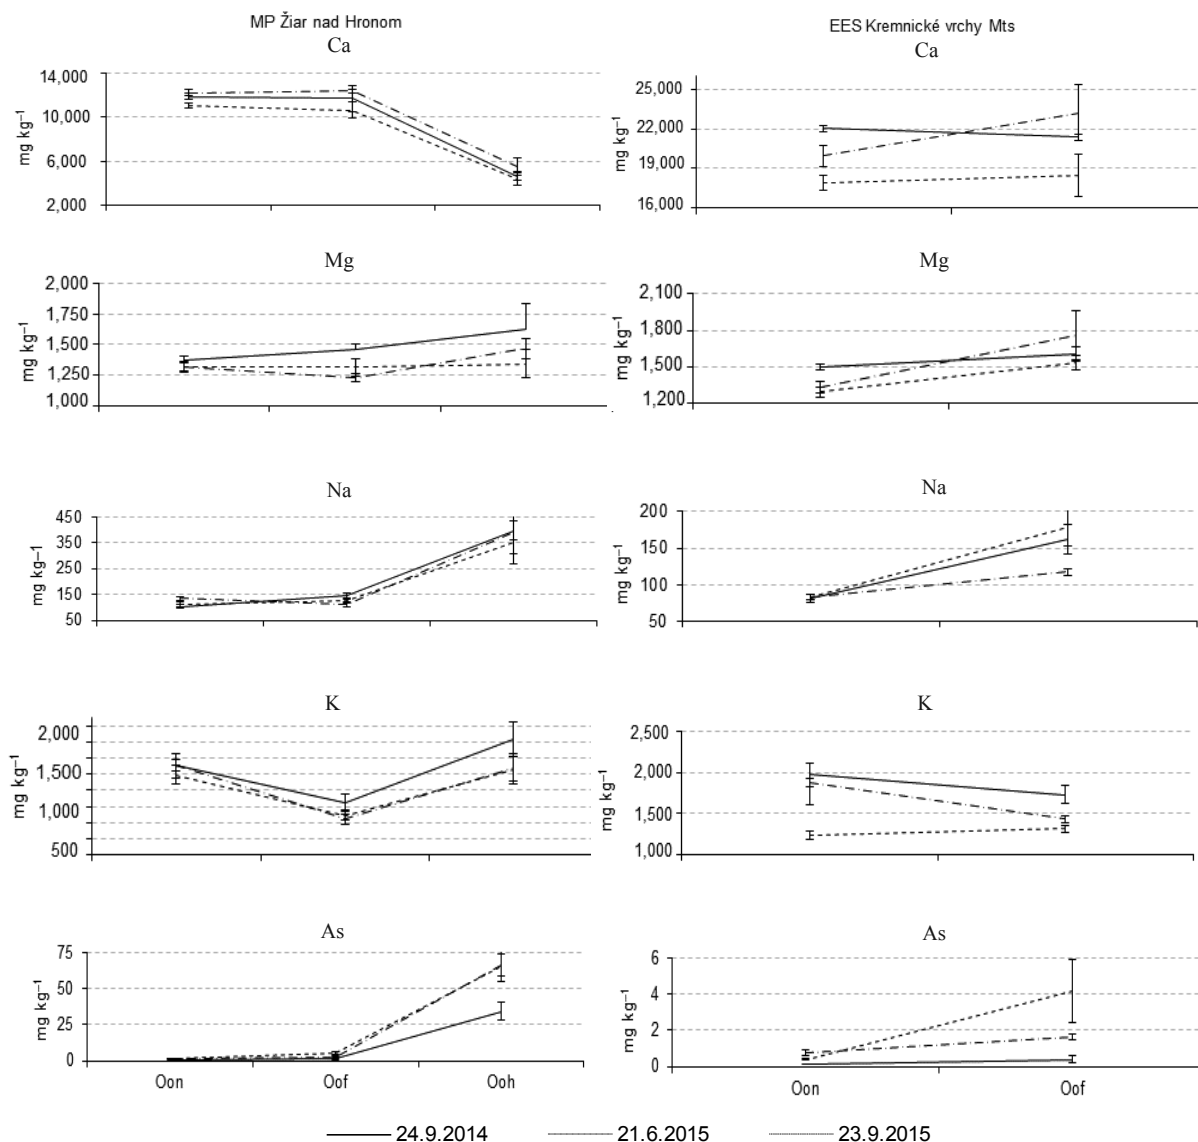 MP Žiar nad Hronom
Ca
14,000
10,000
6,000
2,000
mg kg–1
Mg
2,000
1,750
1,500
1,250
1,000
mg kg–1
Na
450
350
250
150
50
mg kg–1
K
2,000
1,500
1,000
500
mg kg–1
As
75
50
25
0
mg kg–1
Oon Oof Ooh
EES Kremnické vrchy Mts
Ca
25,000
22,000
19,000
16,000
mg kg–1
Mg
2,100
1,800
1,500
1,200
mg kg–1
Na
200
150
100
50
mg kg–1
K
2,500
2,000
1,500
1,000
mg kg–1
As
6
4
2
0
mg kg–1
Oon Oof
24.9.2014 21.6.2015 23.9.2015